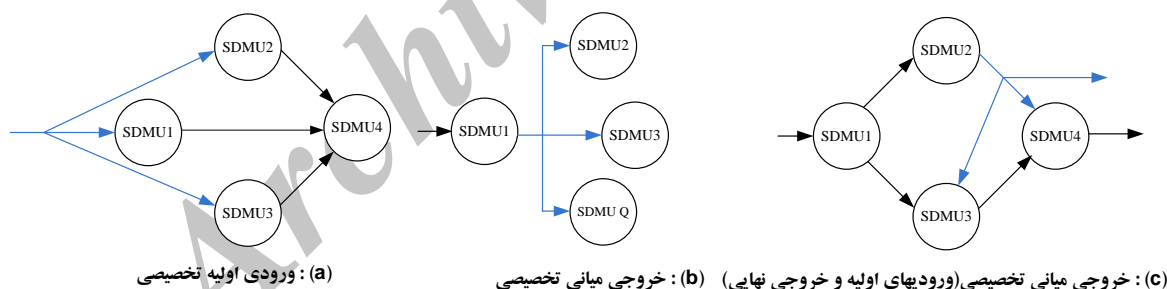 SDMU2
SDMU1
SDMU4
SDMU3
(a) : ورودی اولیه تخصیصی
SDMU2
SDMU1
SDMU3
SDMU Q
(b) : خروجی میانی تخصیصی
SDMU2
SDMU1
SDMU4
SDMU3
(c) : خروجی میانی تخصیصی(ورودیهای اولیه و خروجی نهایی)
Archiv